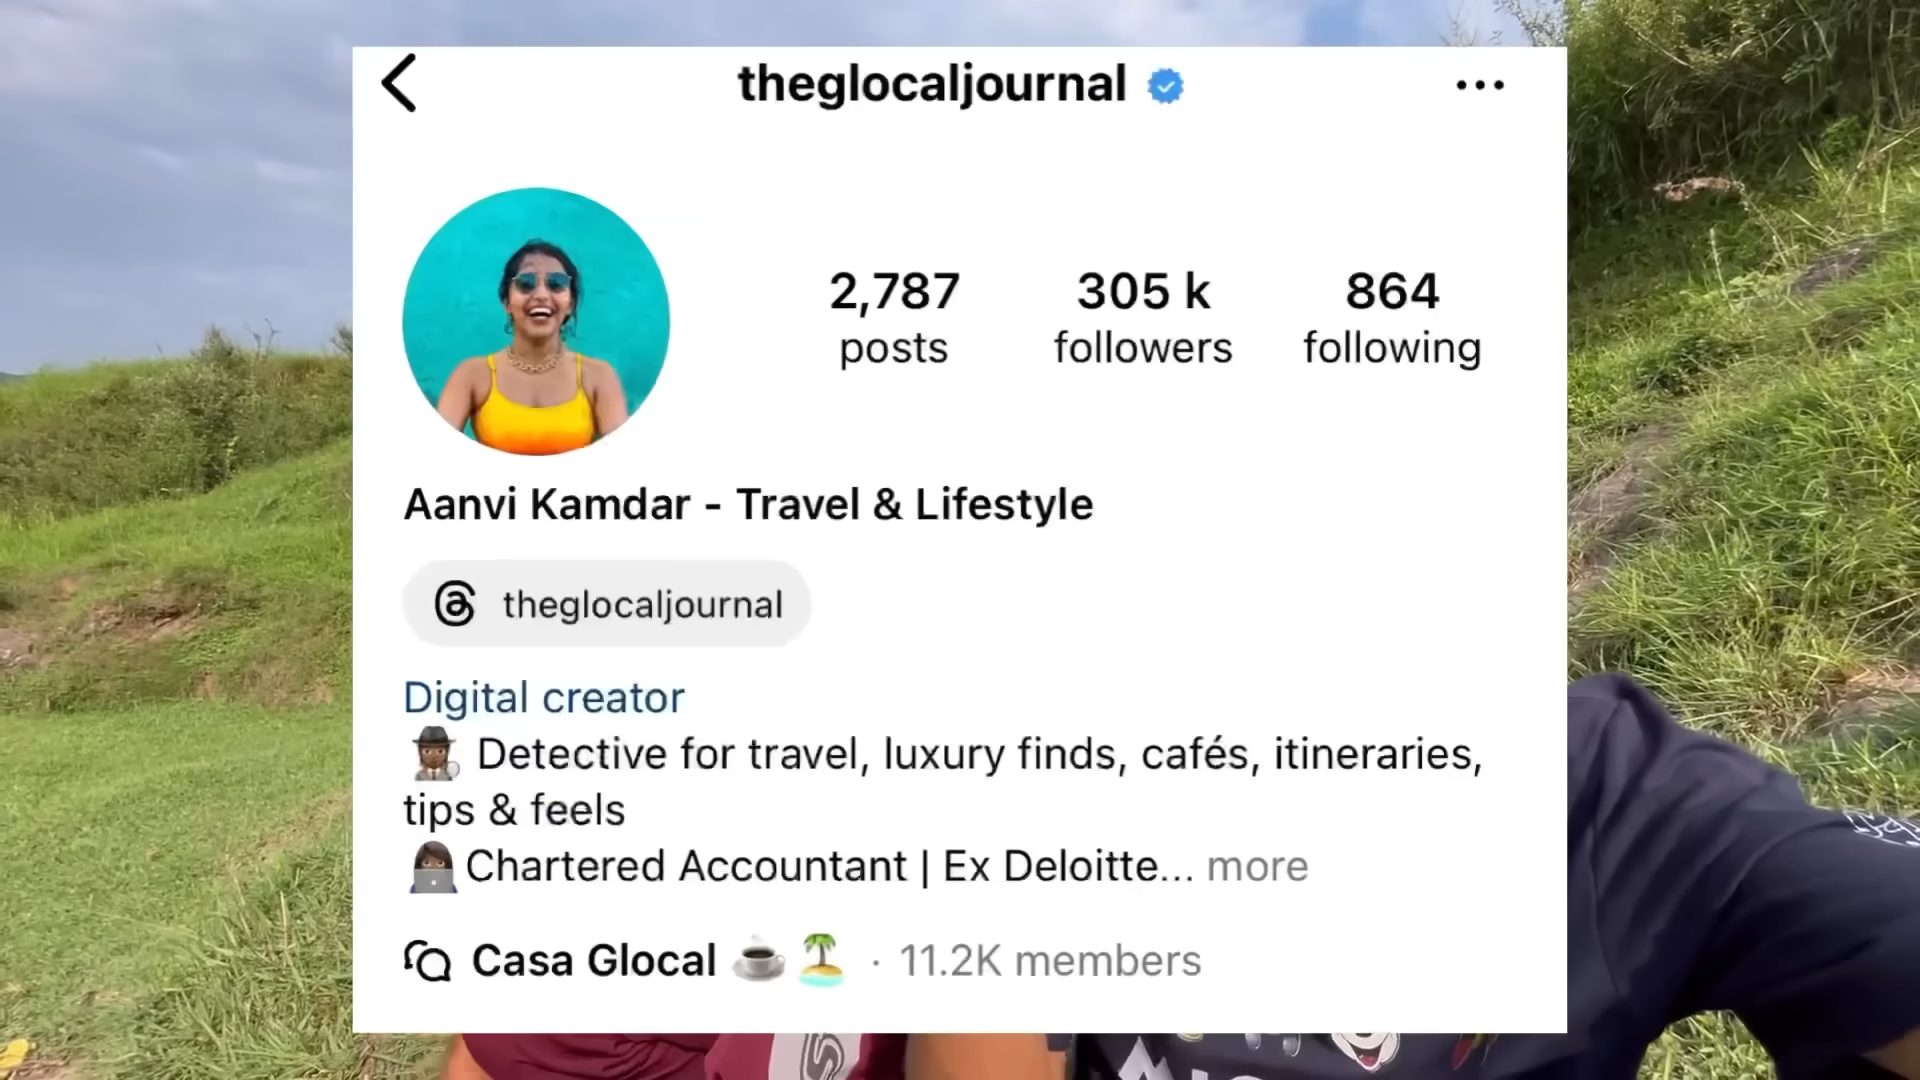 theglocaljournal
2,787 305 k 864
posts followers following
Aanvi Kamdar - Travel & Lifestyle
theglocaljournal
Digital creator
Detective for travel, luxury finds, cafés, itineraries,
tips & feels
Chartered Accountant | Ex Deloitte... more
Casa Glocal · 11.2K members